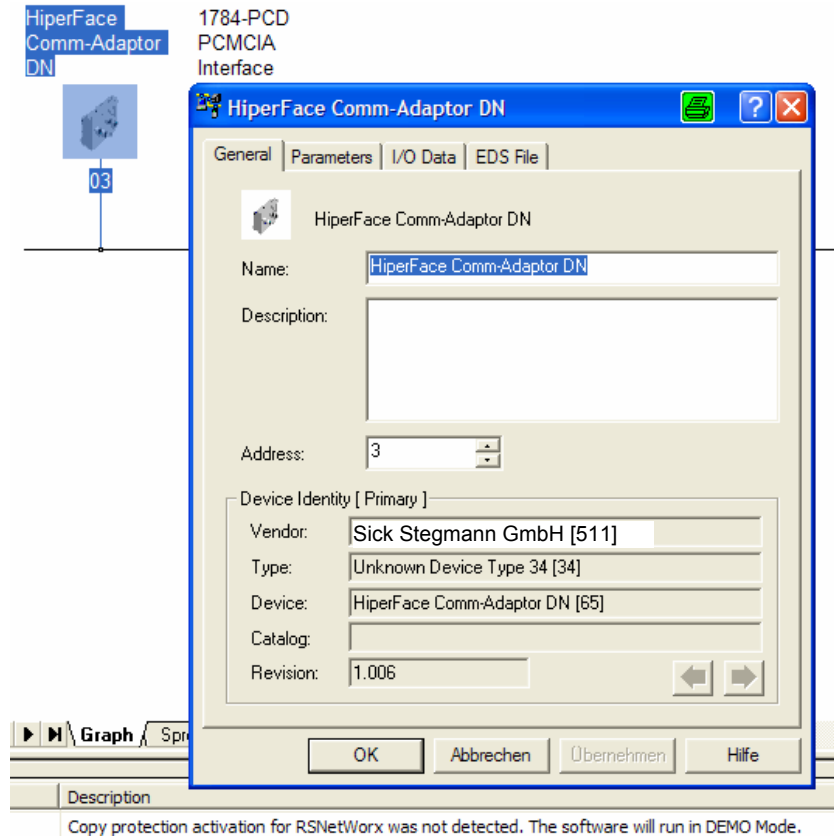 HiperFace
Comm-Adaptor
DN
1784-PCD
PCMCIA
Interface
03
HiperFace Comm-Adaptor DN
General
Parameters
I/O Data
EDS File
HiperFace Comm-Adaptor DN
Name:
HiperFace Comm-Adaptor DN
Description:
Address:
3
Device Identity [ Primary ]
Vendor:
Sick Stegmann GmbH [511]
Type:
Unknown Device Type 34 [34]
Device:
HiperFace Comm-Adaptor DN [65]
Catalog:
Revision:
1.006
Graph
OK
Abbrechen
Übernehmen
Hilfe
Description
Copy protection activation for RSNetWorx was not detected. The software will run in DEMO Mode.